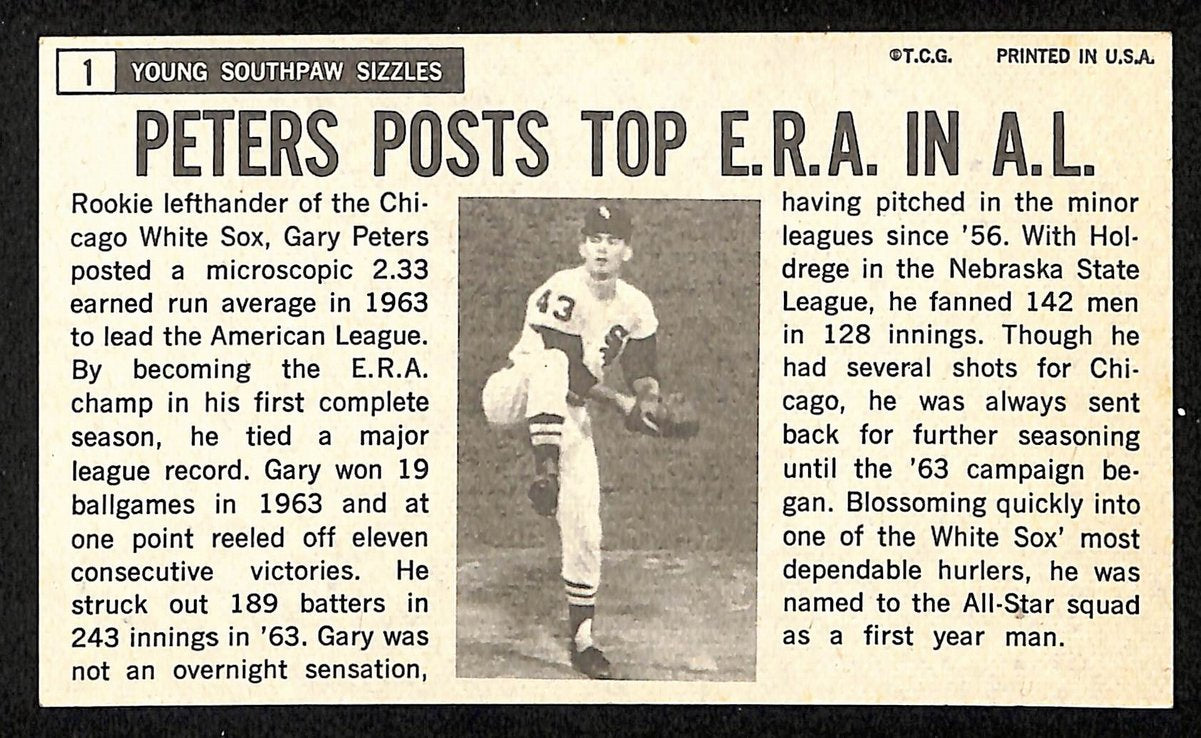 1 YOUNG SOUTHPAW SIZZLES
©T.C.G. PRINTED IN U.S.A.
PETERS POSTS TOP E.R.A. IN A.L.
Rookie lefthander of the Chi-
cago White Sox, Gary Peters
posted a microscopic 2.33
earned run average in 1963
to lead the American League.
By becoming the E.R.A.
champ in his first complete
season, he tied a major
league record. Gary won 19
ballgames in 1963 and at
one point reeled off eleven
consecutive victories. He
struck out 189 batters in
243 innings in '63. Gary was
not an overnight sensation,
43
having pitched in the minor
leagues since '56. With Hol-
drege in the Nebraska State
League, he fanned 142 men
in 128 innings. Though he
had several shots for Chi-
cago, he was always sent
back for further seasoning
until the '63 campaign be-
gan. Blossoming quickly into
one of the White Sox' most
dependable hurlers, he was
named to the All-Star squad
as a first year man.